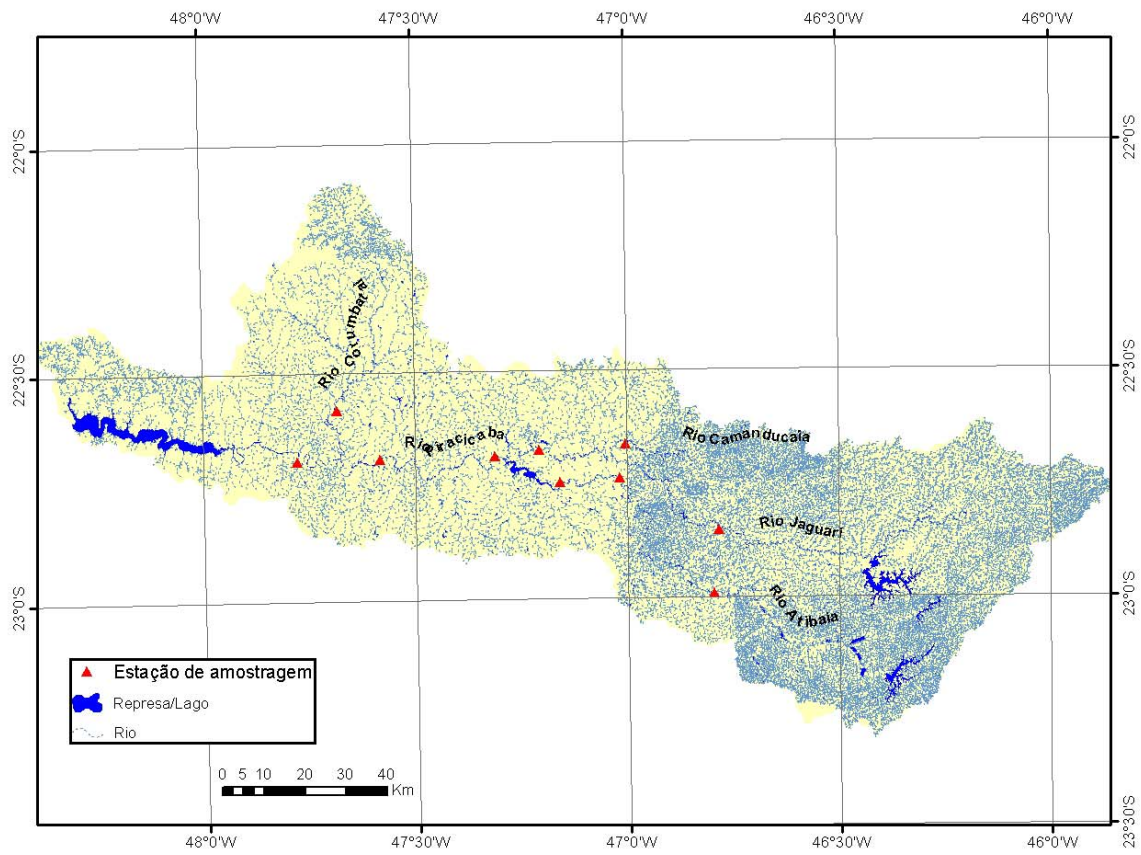 48°0'W
47°30'W
47°0'W
46°30'W
46°0'W
22°0'S
22°0'S
Rio Corumbataí
22°30'S
22°30'S
Rio Piracicaba
Rio Camanducaia
Rio Jaguari
23°0'S
23°0'S
Rio Atibaia
Estação de amostragem
Represa/Lago
Rio
0 5 10 20 30 40
Km
23°30'S
48°0'W
47°30'W
47°0'W
46°30'W
46°0'W